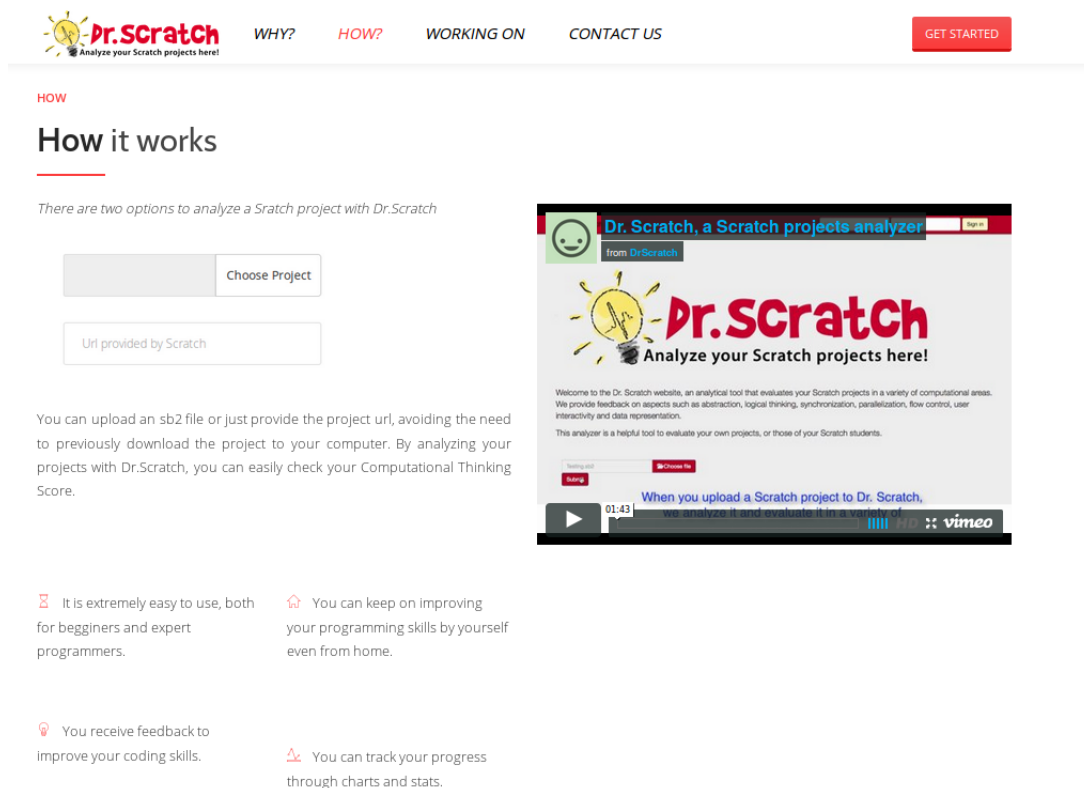 Dr.Scratch
Analyze your Scratch projects here!
WHY?
HOW?
WORKING ON
CONTACT US
GET STARTED
HOW
How it works
There are two options to analyze a Sratch project with Dr.Scratch
Choose Project
Url provided by Scratch
You can upload an sb2 file or just provide the project url, avoiding the need
to previously download the project to your computer. By analyzing your
projects with Dr.Scratch, you can easily check your Computational Thinking
Score.
Dr. Scratch, a Scratch projects analyzer
Sign in
from DrScratch
Dr.Scratch
Analyze your Scratch projects here!
Welcome to the Dr. Scratch website, an analytical tool that evaluates your Scratch projects in a variety of computational areas.
We provide feedback on aspects such as abstraction, logical thinking, synchronization, parallelization, flow control, user
interactivity and data representation.
This analyzer is a helpful tool to evaluate your own projects, or those of your Scratch students.
Choose file
Submit
When you upload a Scratch project to Dr. Scratch,
we analyze it and evaluate it in a variety of
01:43
HD
vimeo
It is extremely easy to use, both
for begginers and expert
programmers.
You can keep on improving
your programming skills by yourself
even from home.
You receive feedback to
improve your coding skills.
You can track your progress
through charts and stats.